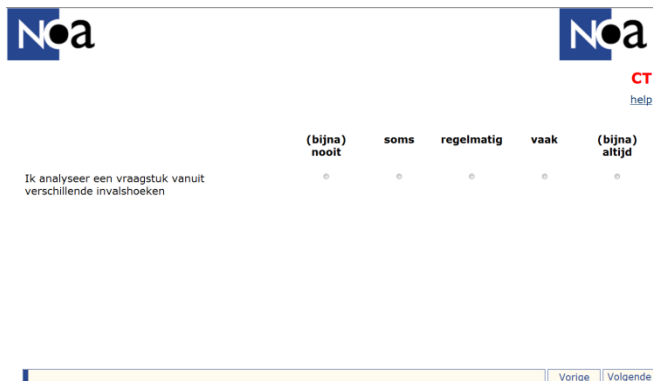 Noa Noa
CT
help
(bijna) nooit soms regelmatig vaak (bijna) altijd
Ik analyseer een vraagstuk vanuit
verschillende invalshoeken
Vorige Volgende